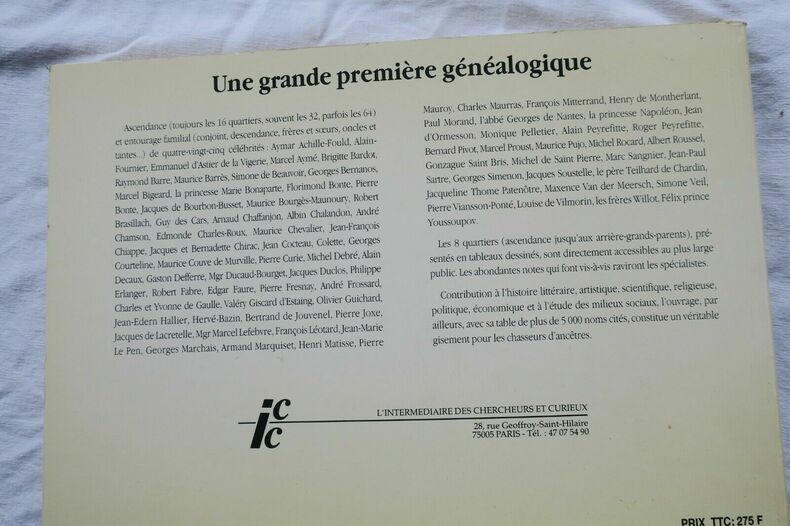 Une grande première généalogique
Ascendance (toujours les 16 quartiers, souvent les 32, parfois les 64)
et entourage familial (conjoint, descendance, frères et sœurs, oncles et
tantes...) de quatre-vingt-cinq célébrités : Aymar Achille-Fould, Alain-
Fournier, Emmanuel d'Astier de la Vigerie, Marcel Aymé, Brigitte Bardot,
Raymond Barre, Maurice Barrès, Simone de Beauvoir, Georges Bernanos,
Marcel Bigeard, la princesse Marie Bonaparte, Florimond Bonte, Pierre
Bonte, Jacques de Bourbon-Busset, Maurice Bourgès-Maunoury, Robert
Brasillach, Guy des Cars, Arnaud Chaffanjon, Albin Chalandon, André
Chamson, Edmonde Charles-Roux, Maurice Chevalier, Jean-François
Chiappe, Jacques et Bernadette Chirac, Jean Cocteau, Colette, Georges
Courteline, Maurice Couve de Murville, Pierre Curie, Michel Debré, Alain
Decaux, Gaston Defferre, Mgr Ducaud-Bourget, Jacques Duclos, Philippe
Erlanger, Robert Fabre, Edgar Faure, Pierre Fresnay, André Frossard,
Charles et Yvonne de Gaulle, Valéry Giscard d'Estaing, Olivier Guichard,
Jean-Edern Hallier, Hervé-Bazin, Bertrand de Jouvenel, Pierre Joxe,
Jacques de Lacretelle, Mgr Marcel Lefebvre, François Léotard, Jean-Marie
Le Pen, Georges Marchais, Armand Marquiset, Henri Matisse, Pierre
Mauroy, Charles Maurras, François Mitterrand, Henry de Montherlant,
Paul Morand, l'abbé Georges de Nantes, la princesse Napoléon, Jean
d'Ormesson, Monique Pelletier, Alain Peyrefitte, Roger Peyrefitte,
Bernard Pivot, Marcel Proust, Maurice Pujo, Michel Rocard, Albert Roussel,
Gonzague Saint Bris, Michel de Saint Pierre, Marc Sangnier, Jean-Paul
Sartre, Georges Simenon, Jacques Soustelle, le père Teilhard de Chardin,
Jacqueline Thome Patenôtre, Maxence Van der Meersch, Simone Veil,
Pierre Viansson-Ponté, Louise de Vilmorin, les frères Willot, Félix prince
Youssoupov.
Les 8 quartiers (ascendance jusqu'aux arrière-grands-parents), pré-
sentés en tableaux dessinés, sont directement accessibles au plus large
public. Les abondantes notes qui font vis-à-vis raviront les spécialistes.
Contribution à l'histoire littéraire, artistique, scientifique, religieuse,
politique, économique et à l'étude des milieux sociaux, l'ouvrage, par
ailleurs, avec sa table de plus de 5 000 noms cités, constitue un véritable
gisement pour les chasseurs d'ancêtres.
icc
L'INTERMEDIAIRE DES CHERCHEURS ET CURIEUX
28, rue Geoffroy-Saint-Hilaire
75005 PARIS - Tél. : 47 07 54 90
PRIX TTC: 275 F